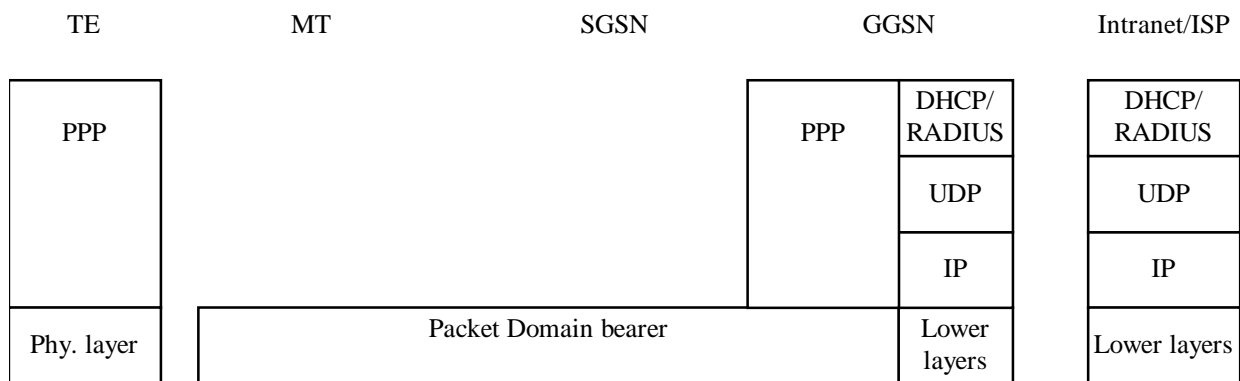 TE MT SGSN GGSN Intranet/ISP
DHCP/ DHCP/
PPP PPP RADIUS RADIUS
UDP UDP
IP IP
Packet Domain bearer Lower
Phy. layer layers Lower layers